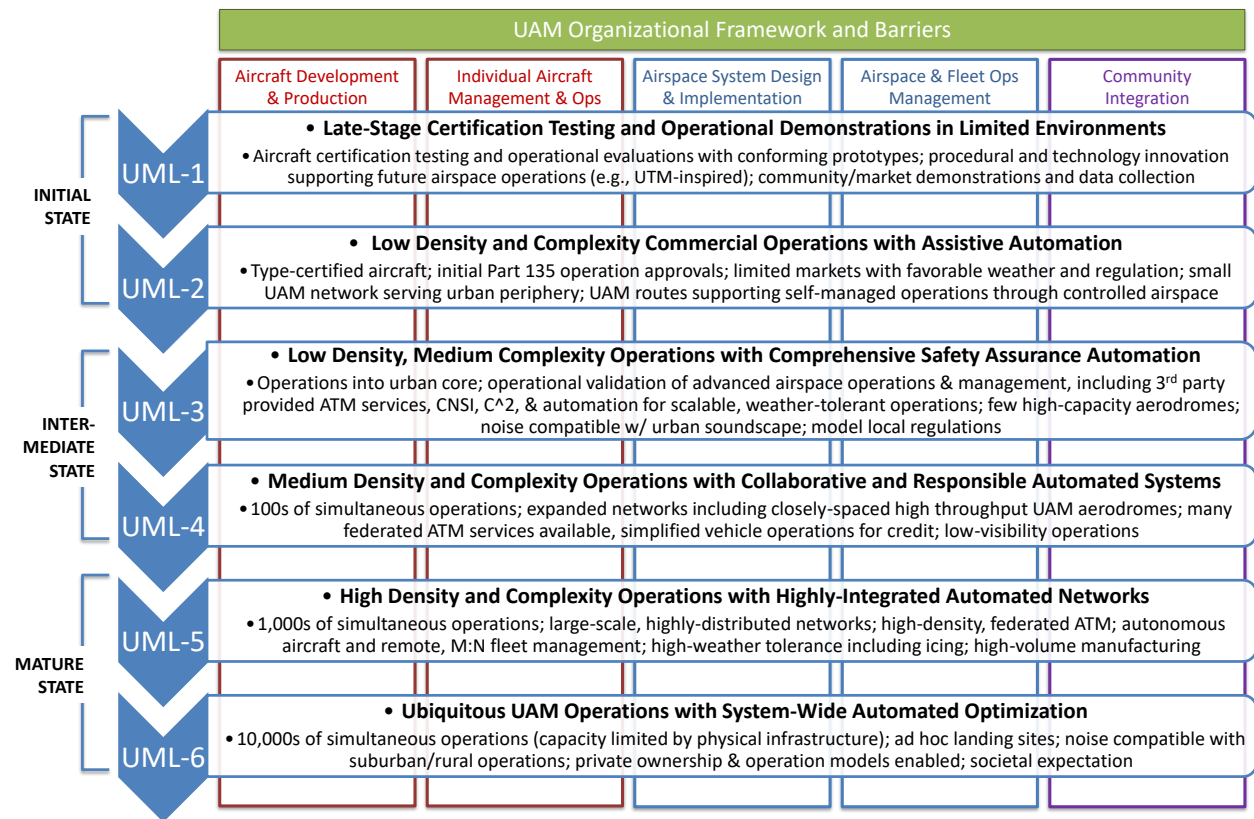 UAM Organizational Framework and Barriers
Aircraft Development
& Production
Individual Aircraft
Management & Ops
Airspace System Design
& Implementation
Airspace & Fleet Ops
Management
Community
Integration
INITIAL
STATE
UML-1
• Late-Stage Certification Testing and Operational Demonstrations in Limited Environments
•Aircraft certification testing and operational evaluations with conforming prototypes; procedural and technology innovation
supporting future airspace operations (e.g., UTM-inspired); community/market demonstrations and data collection
UML-2
• Low Density and Complexity Commercial Operations with Assistive Automation
•Type-certified aircraft; initial Part 135 operation approvals; limited markets with favorable weather and regulation; small
UAM network serving urban periphery; UAM routes supporting self-managed operations through controlled airspace
INTER-
MEDIATE
STATE
UML-3
• Low Density, Medium Complexity Operations with Comprehensive Safety Assurance Automation
•Operations into urban core; operational validation of advanced airspace operations & management, including 3rd party
provided ATM services, CNSI, C^2, & automation for scalable, weather-tolerant operations; few high-capacity aerodromes;
noise compatible w/ urban soundscape; model local regulations
UML-4
• Medium Density and Complexity Operations with Collaborative and Responsible Automated Systems
•100s of simultaneous operations; expanded networks including closely-spaced high throughput UAM aerodromes; many
federated ATM services available, simplified vehicle operations for credit; low-visibility operations
MATURE
STATE
UML-5
• High Density and Complexity Operations with Highly-Integrated Automated Networks
•1,000s of simultaneous operations; large-scale, highly-distributed networks; high-density, federated ATM; autonomous
aircraft and remote, M:N fleet management; high-weather tolerance including icing; high-volume manufacturing
UML-6
• Ubiquitous UAM Operations with System-Wide Automated Optimization
•10,000s of simultaneous operations (capacity limited by physical infrastructure); ad hoc landing sites; noise compatible with
suburban/rural operations; private ownership & operation models enabled; societal expectation